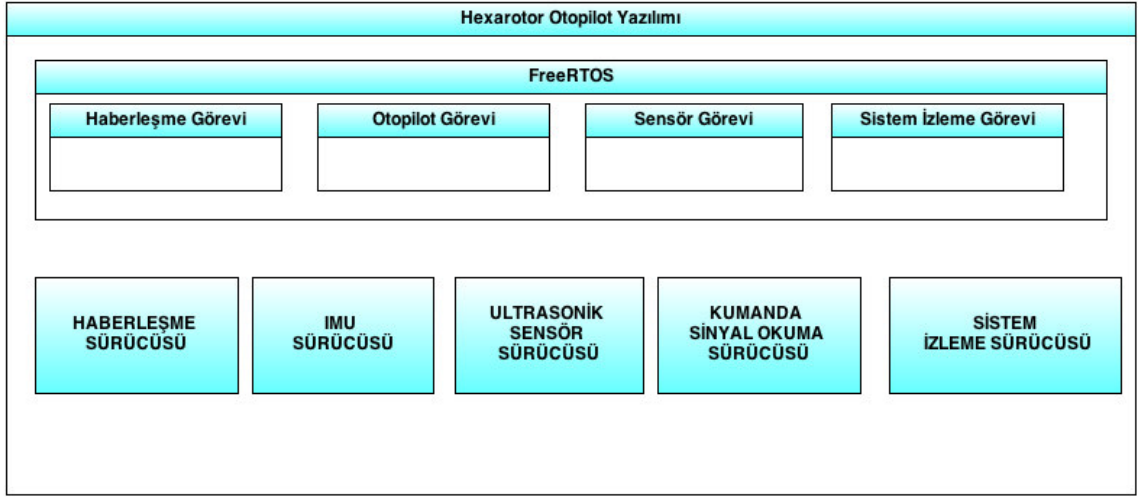 Hexarotor Otopilot Yazılımı
FreeRTOS
Haberleşme Görevi
Otopilot Görevi
Sensör Görevi
Sistem İzleme Görevi
HABERLEŞME
SÜRÜCÜSÜ
IMU
SÜRÜCÜSÜ
ULTRASONİK
SENSÖR
SÜRÜCÜSÜ
KUMANDA
SİNYAL OKUMA
SÜRÜCÜSÜ
SİSTEM
İZLEME SÜRÜCÜSÜ